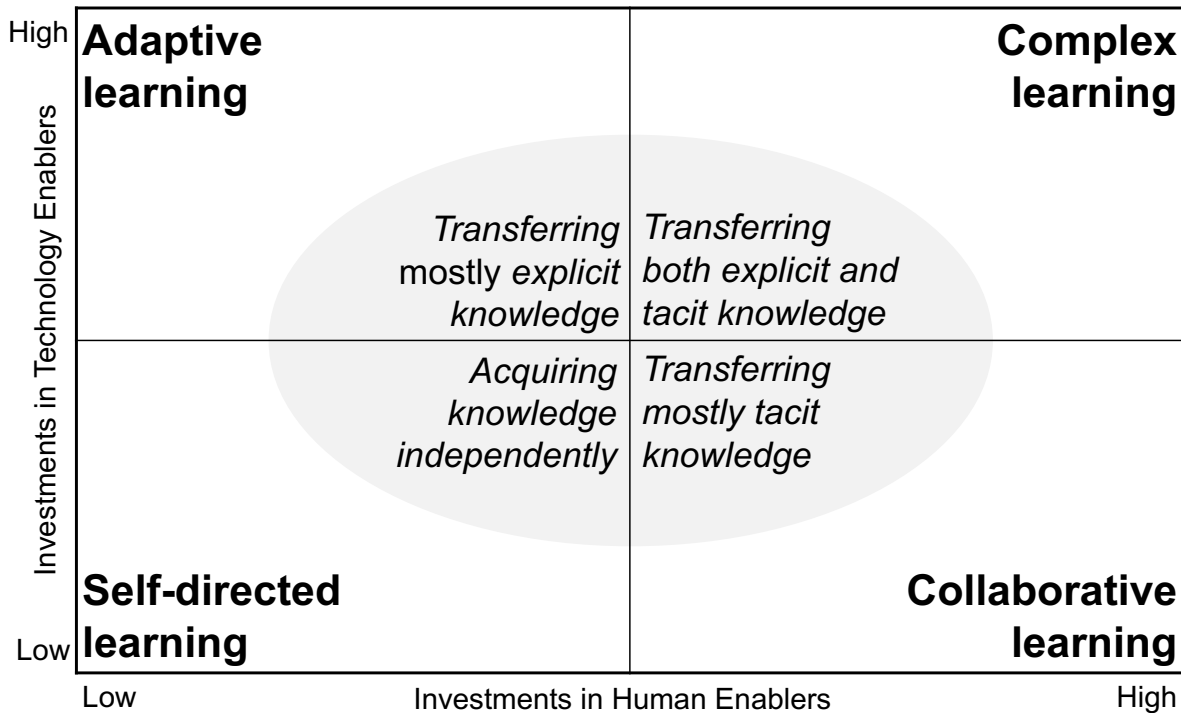 High
Adaptive
learning
Complex
learning
Investments in Technology Enablers
Transferring
mostly explicit
knowledge
Transferring
both explicit and
tacit knowledge
Acquiring
knowledge
independently
Transferring
mostly tacit
knowledge
Self-directed
learning
Collaborative
learning
Low
Low
Investments in Human Enablers
High